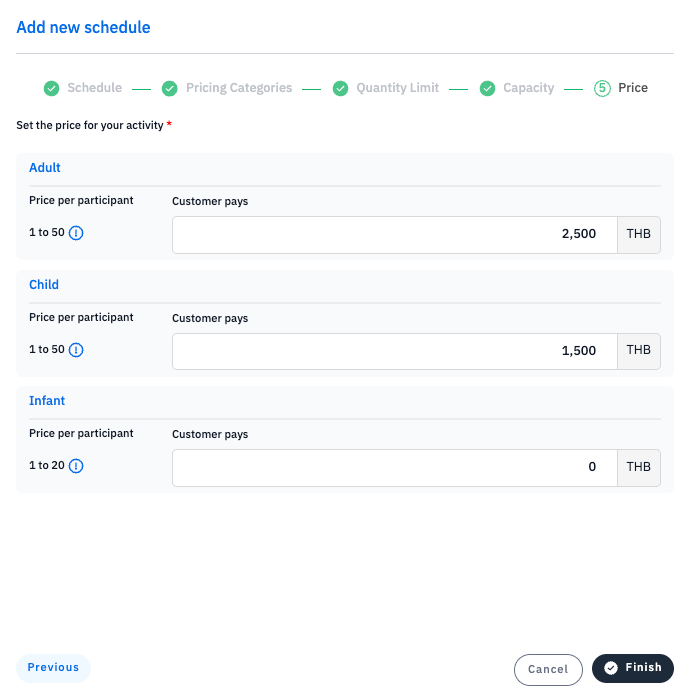 Add new schedule
Schedule Pricing Categories Quantity Limit Capacity 5 Price
Set the price for your activity *
Adult
Price per participant Customer pays
1 to 50 2,500 THB
Child
Price per participant Customer pays
1 to 50 1,500 THB
Infant
Price per participant Customer pays
1 to 20 0 THB
Previous Cancel Finish